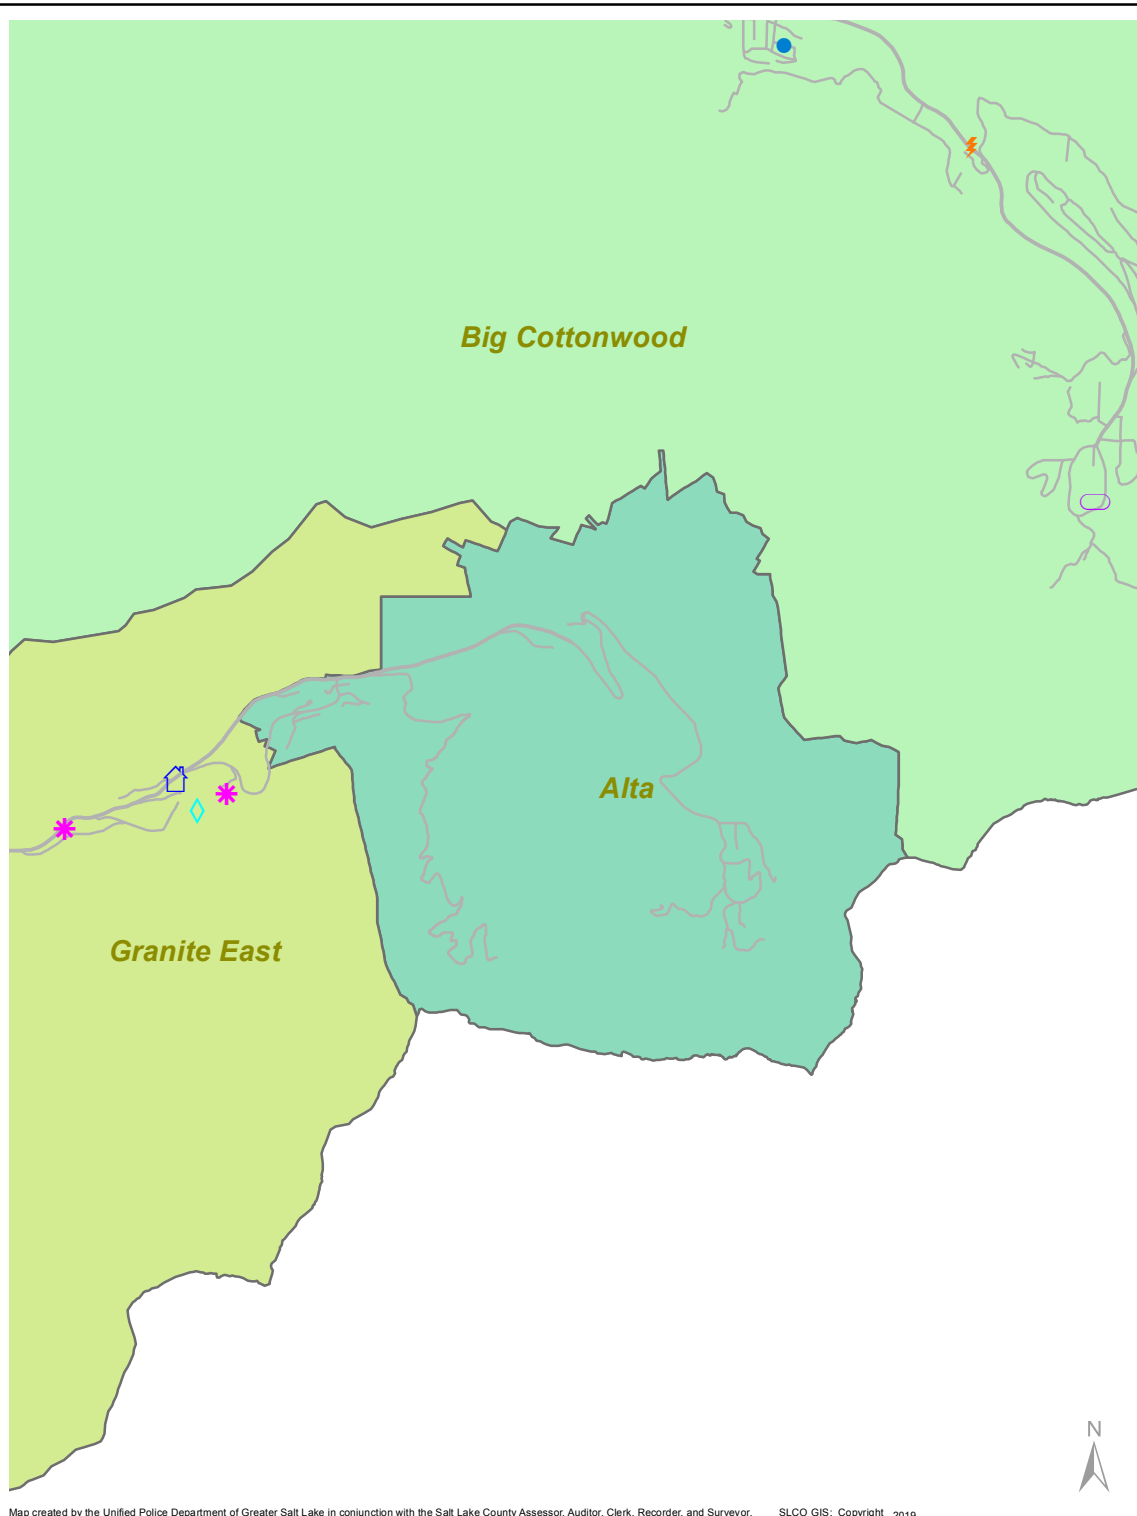 Big Cottonwood
Alta
Granite East
N
Map created by the Unified Police Department of Greater Salt Lake in conjunction with the Salt Lake County Assessor, Auditor, Clerk, Recorder, and Surveyor. SLCO GIS: Copyright 2019